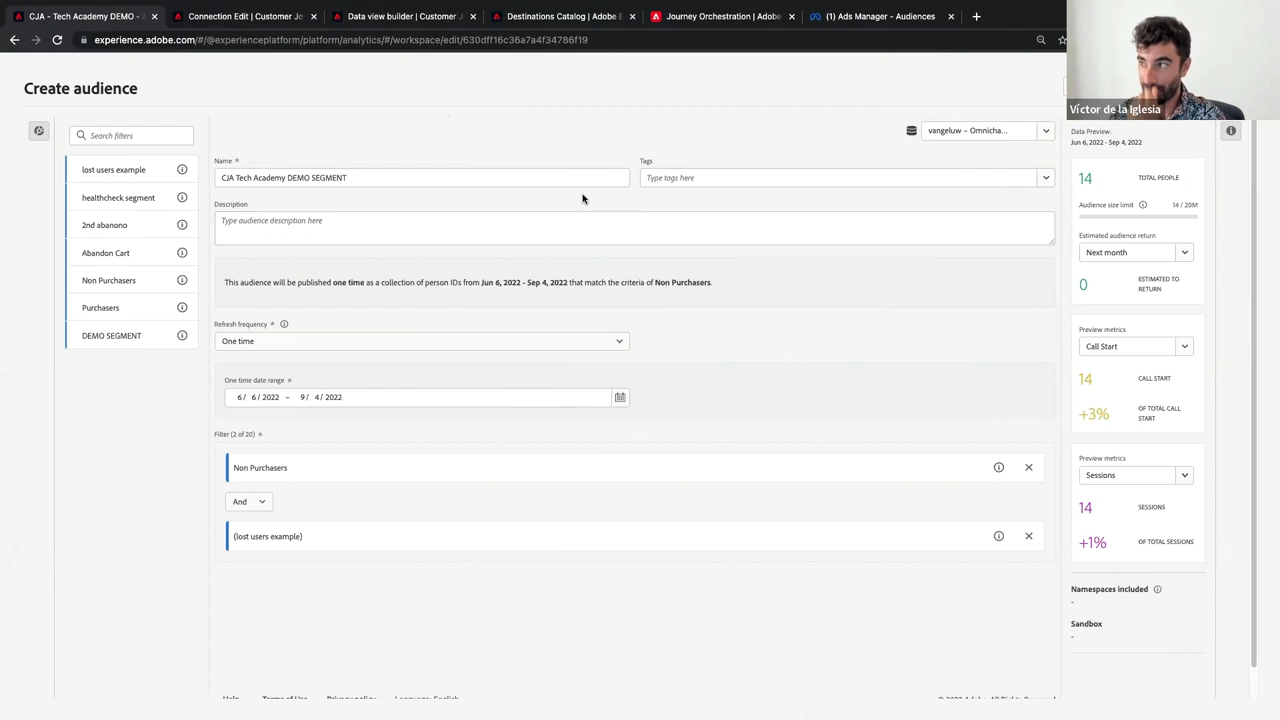 CJA - Tech Academy DEMO -
Connection Edit | Customer Jo
Data view builder | Customer J
Destinations Catalog | Adobe E
Journey Orchestration | Adobe
(1) Ads Manager - Audiences
experience.adobe.com/#/@experienceplatform/platform/analytics/#/workspace/edit/630dff16c36a7a4f34786f19
Víctor de la Iglesia
Create audience
Search filters
lost users example
healthcheck segment
2nd abanono
Abandon Cart
Non Purchasers
Purchasers
DEMO SEGMENT
vangeluw – Omnicha...
Name *
CJA Tech Academy DEMO SEGMENT
Tags
Type tags here
Description
Type audience description here
This audience will be published one time as a collection of person IDs from Jun 6, 2022 - Sep 4, 2022 that match the criteria of Non Purchasers.
Refresh frequency *
One time
One time date range *
6/ 6/ 2022 – 9/ 4/ 2022
Filter (2 of 20) *
Non Purchasers
And
(lost users example)
Data Preview:
Jun 6, 2022 - Sep 4, 2022
14 TOTAL PEOPLE
Audience size limit 14 / 20M
Estimated audience return
Next month
0 ESTIMATED TO
RETURN
Preview metrics
Call Start
14 CALL START
+3% OF TOTAL CALL
START
Preview metrics
Sessions
14 SESSIONS
+1% OF TOTAL SESSIONS
Namespaces included
-
Sandbox
-